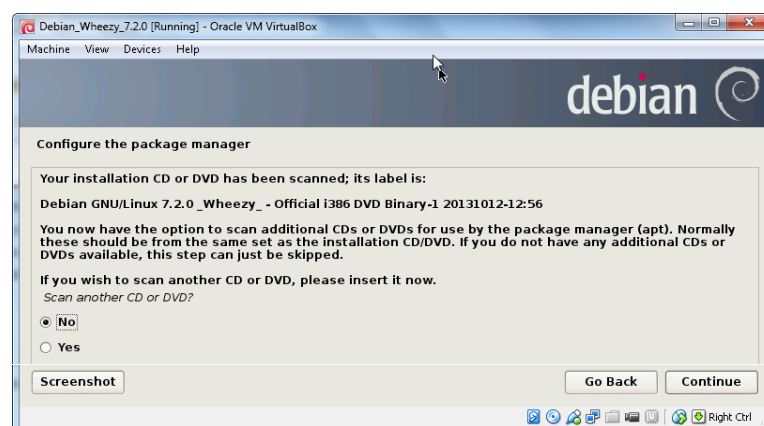 Debian_Wheezy_7.2.0 [Running] - Oracle VM VirtualBox
Machine View Devices Help
debian
Configure the package manager
Your installation CD or DVD has been scanned; its label is:
Debian GNU/Linux 7.2.0 _Wheezy_ - Official i386 DVD Binary-1 20131012-12:56
You now have the option to scan additional CDs or DVDs for use by the package manager (apt). Normally
these should be from the same set as the installation CD/DVD. If you do not have any additional CDs or
DVDs available, this step can just be skipped.
If you wish to scan another CD or DVD, please insert it now.
Scan another CD or DVD?
No
Yes
Screenshot Go Back Continue
Right Ctrl